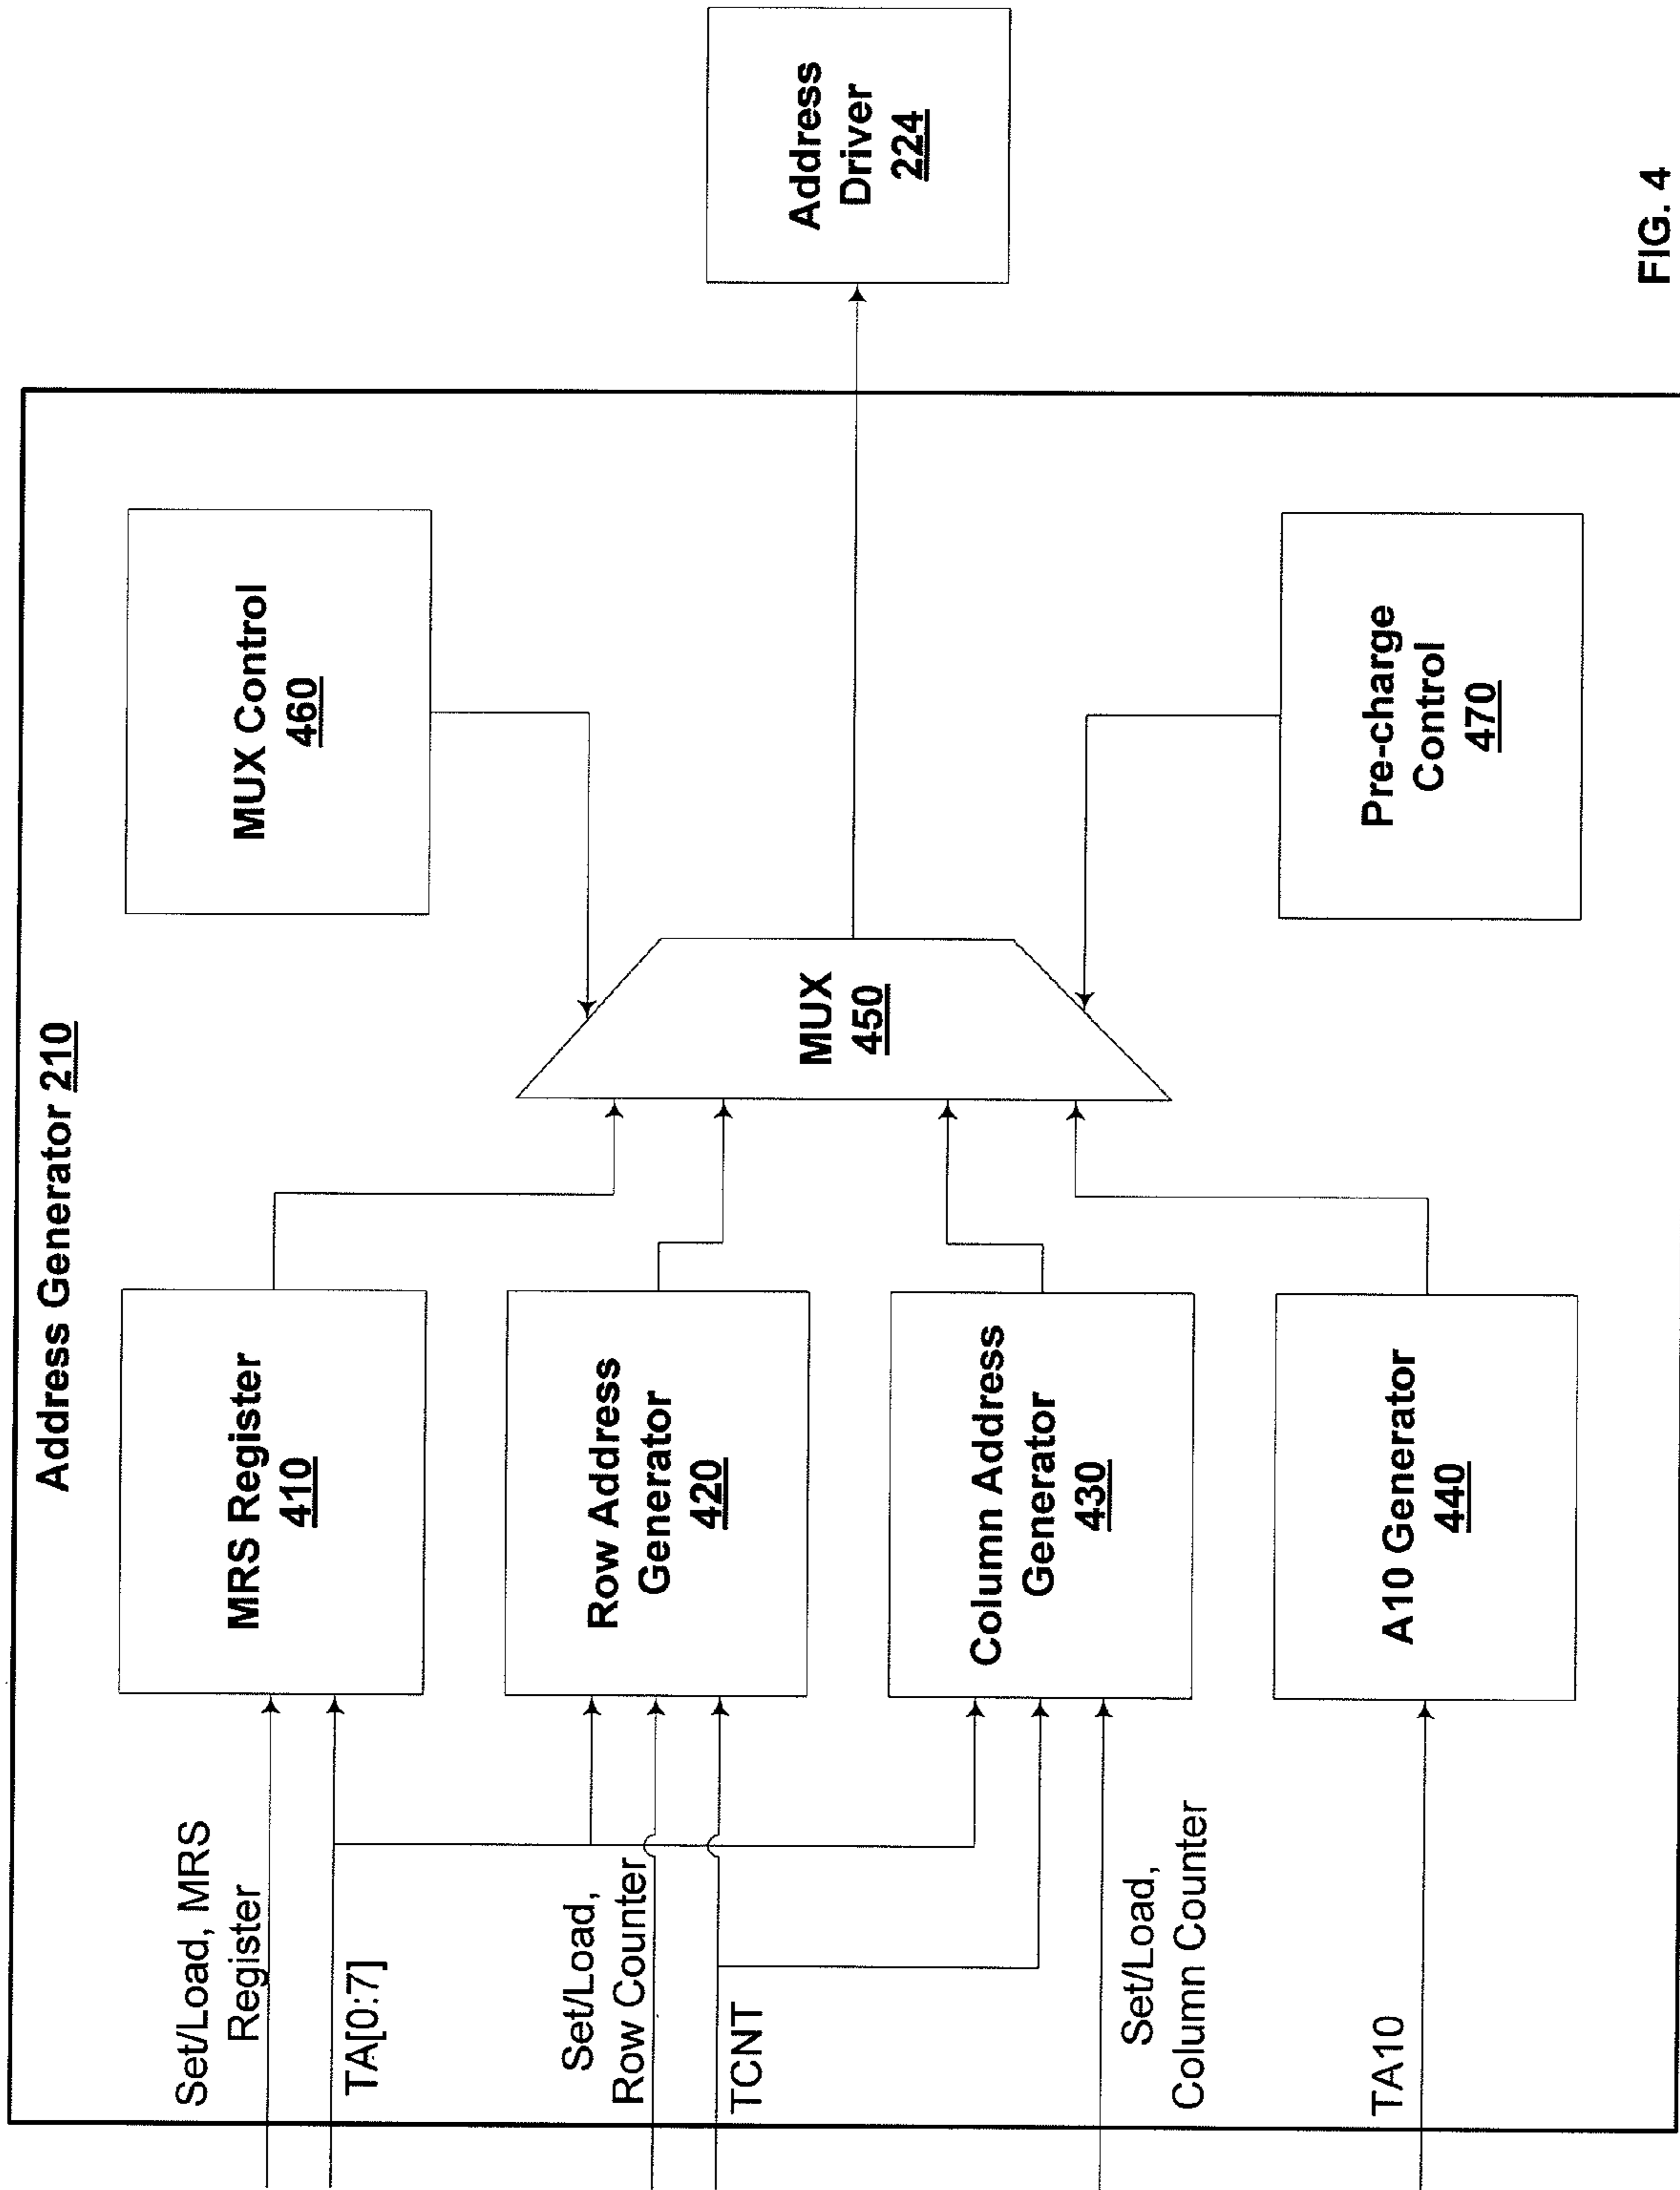 Address Generator 210
Set/Load, MRS
Register
TA[0:7]
Set/Load,
Row Counter
TCNT
Set/Load,
Column Counter
TA10
MRS Register
410
Row Address
Generator
420
Column Address
Generator
430
A10 Generator
440
MUX
450
MUX Control
460
Pre-charge
Control
470
Address
Driver
224
FIG. 4